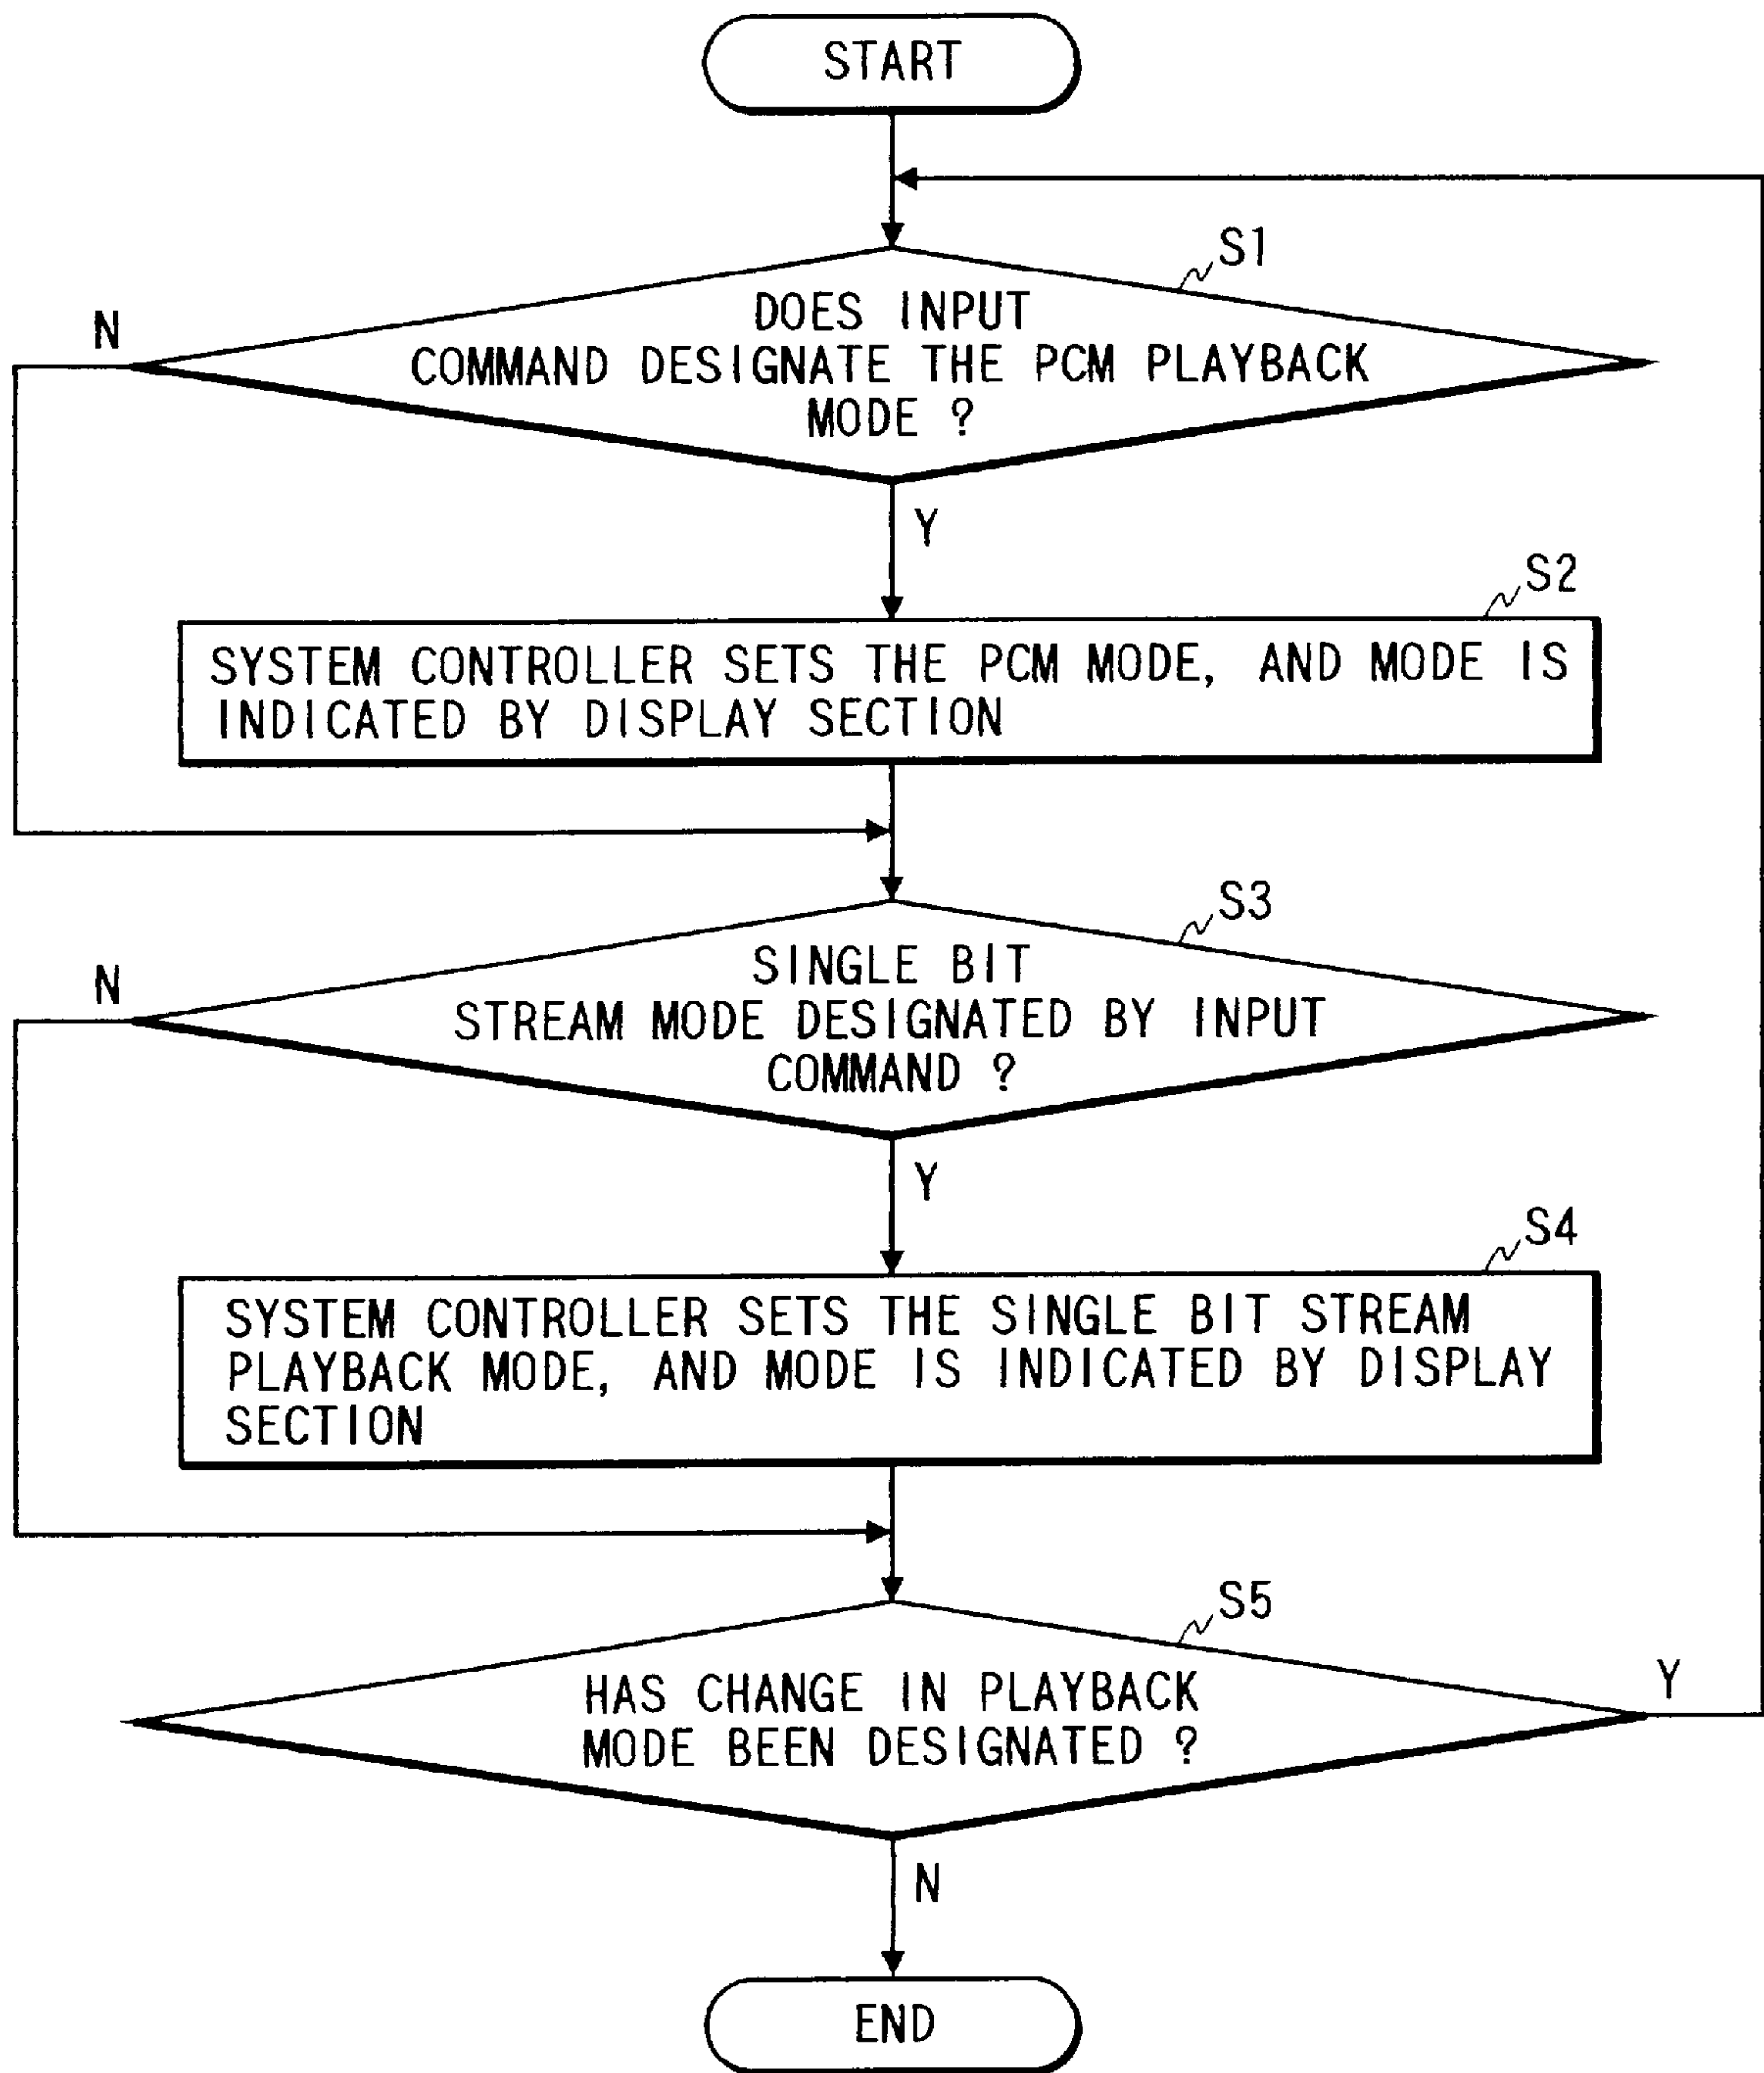 START
S1
N
DOES INPUT
COMMAND DESIGNATE THE PCM PLAYBACK
MODE ?
Y
S2
SYSTEM CONTROLLER SETS THE PCM MODE, AND MODE IS
INDICATED BY DISPLAY SECTION
S3
N
SINGLE BIT
STREAM MODE DESIGNATED BY INPUT
COMMAND ?
Y
S4
SYSTEM CONTROLLER SETS THE SINGLE BIT STREAM
PLAYBACK MODE, AND MODE IS INDICATED BY DISPLAY
SECTION
S5
HAS CHANGE IN PLAYBACK
MODE BEEN DESIGNATED ?
Y
N
END